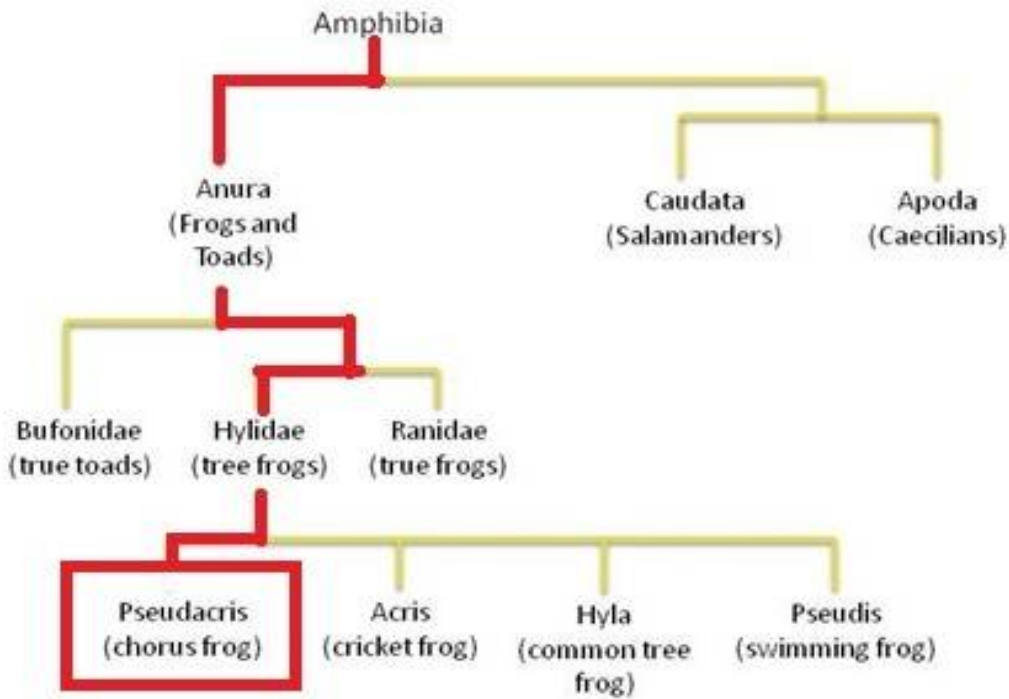 Amphibia
Anura
(Frogs and
Toads)
Caudata
(Salamanders)
Apoda
(Caecilians)
Bufonidae
(true toads)
Hylidae
(tree frogs)
Ranidae
(true frogs)
Pseudacris
(chorus frog)
Acris
(cricket frog)
Hyla
(common tree
frog)
Pseudis
(swimming frog)